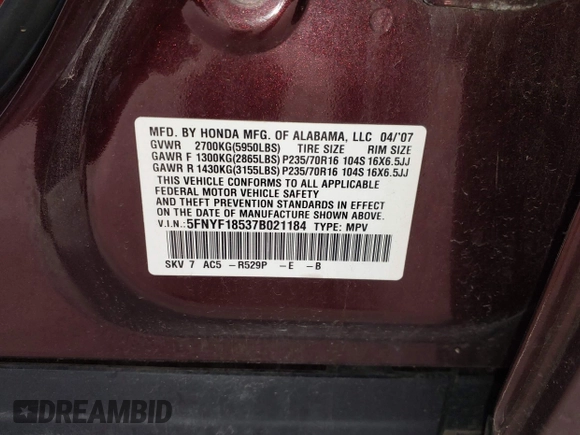 MFD. BY HONDA MFG. OF ALABAMA, LLC 04/'07
GVWR 2700KG(5950LBS) TIRE SIZE RIM SIZE
GAWR F 1300KG(2865LBS) P235/70R16 104S 16X6.5JJ
GAWR R 1430KG(3155LBS) P235/70R16 104S 16X6.5JJ
THIS VEHICLE CONFORMS TO ALL APPLICABLE
FEDERAL MOTOR VEHICLE SAFETY
AND THEFT PREVENTION STANDARDS IN EFFECT
ON THE DATE OF MANUFACTURE SHOWN ABOVE.
V.I.N.: 5FNYF18537B021184 TYPE: MPV
SKV 7 AC5 -R529P -E -B
DREAMBID